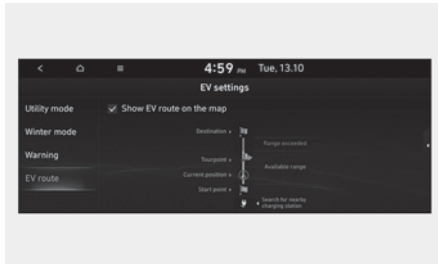 4:59 PM Tue, 13.10
EV settings
Utility mode
Show EV route on the map
Winter mode
Destination
Range exceeded
Warning
Tourpoint
Available range
EV route
Current position
Start point
Search for nearby
charging station